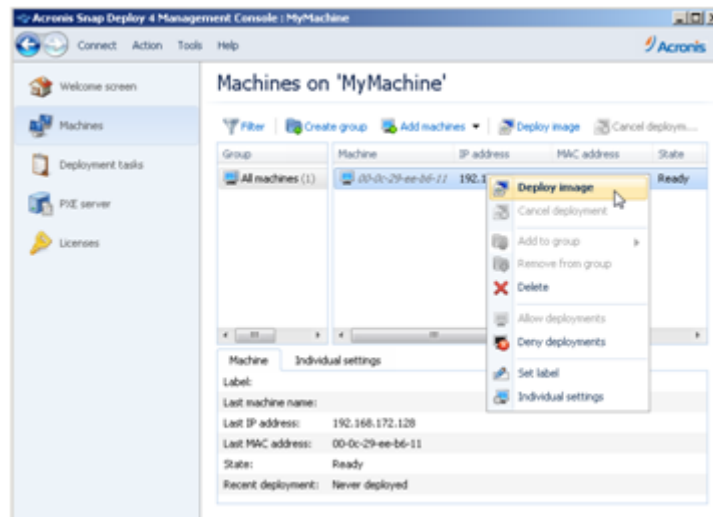 Acronis Snap Deploy 4 Management Console : MyMachine
Connect Action Tools Help
Acronis
Welcome screen
Machines
Deployment tasks
PXE server
Licenses
Machines on 'MyMachine'
Filter Create group Add machines Deploy image Cancel deploym...
Group Machine IP address MAC address State
All machines (1) 00-0c-29-ee-b6-11 192.1 Ready
Deploy image
Cancel deployment
Add to group
Remove from group
Delete
Allow deployments
Deny deployments
Set label
Individual settings
Machine Individual settings
Label:
Last machine name:
Last IP address: 192.168.172.128
Last MAC address: 00-0c-29-ee-b6-11
State: Ready
Recent deployment: Never deployed